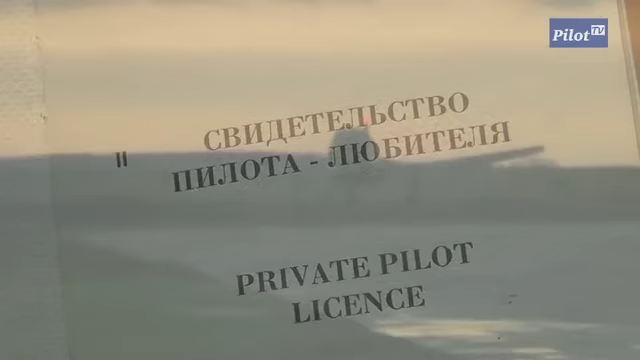 Pilot TV
СВИДЕТЕЛЬСТВО
" ПИЛОТА - ЛЮБИТЕЛЯ
PRIVATE PILOT
LICENCE